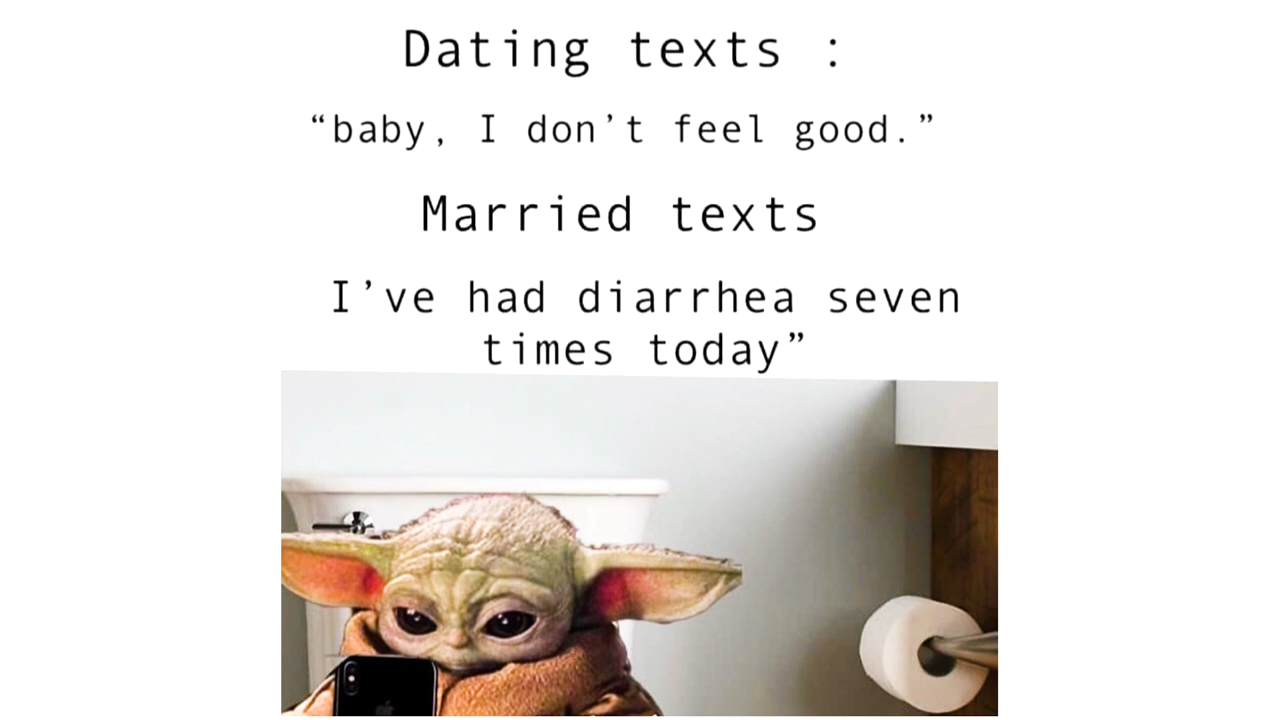 Dating texts :
“baby, I don’t feel good.”
Married texts
I’ve had diarrhea seven
times today”